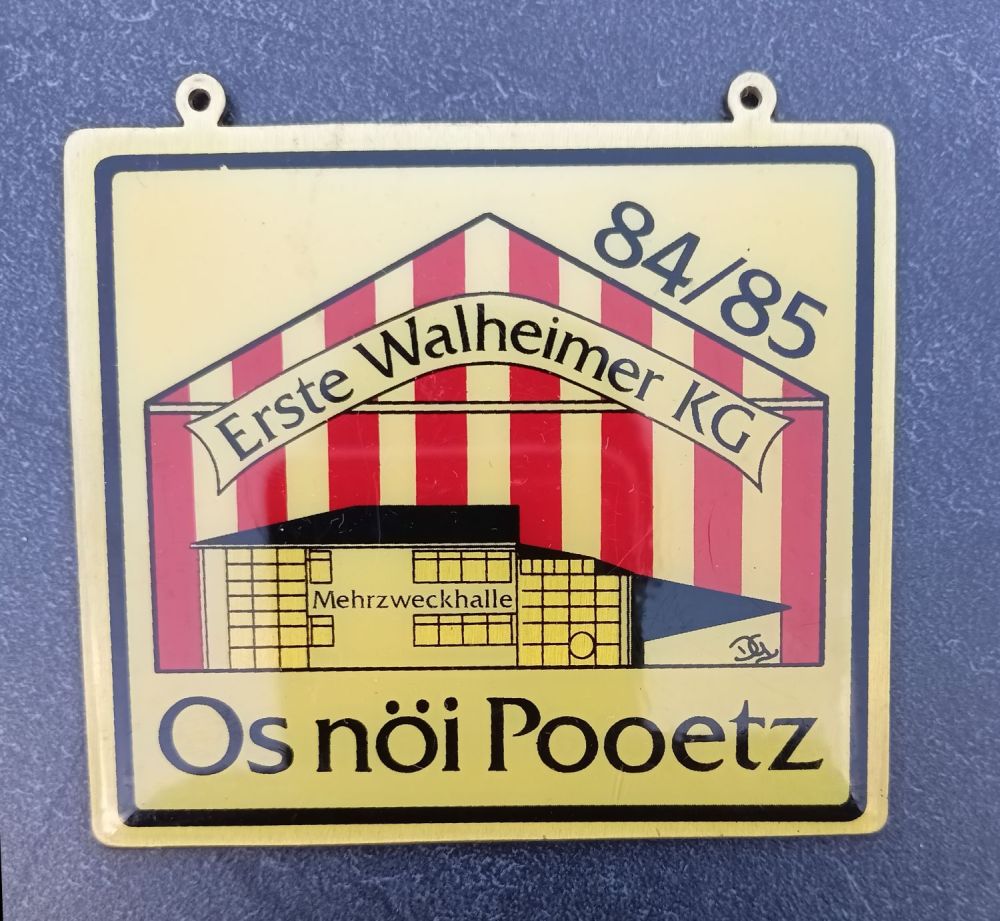 84/85
Erste Walheimer KG
Mehrzweckhalle
Os nöi Pooetz